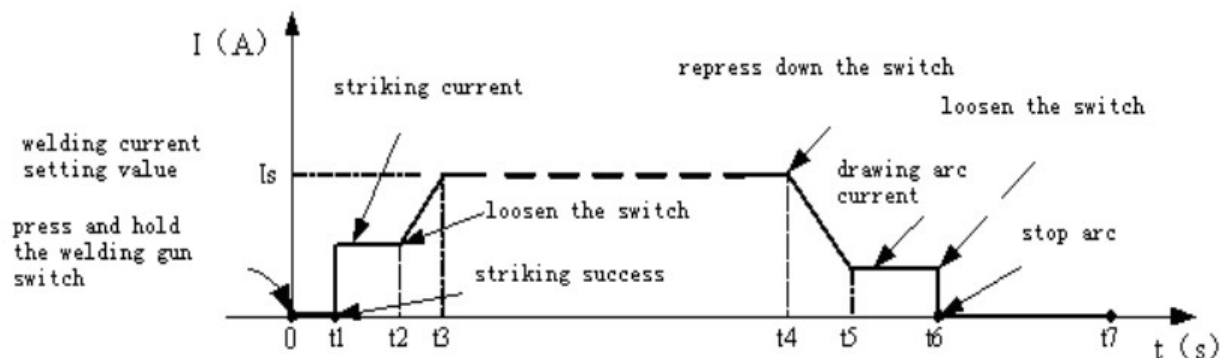 I (A)
striking current
repress down the switch
loosen the switch
welding current
setting value
Is
drawing arc
current
press and hold
the welding gun
switch
loosen the switch
stop arc
striking success
0
t1
t2
t3
t4
t5
t6
t7
t (s)